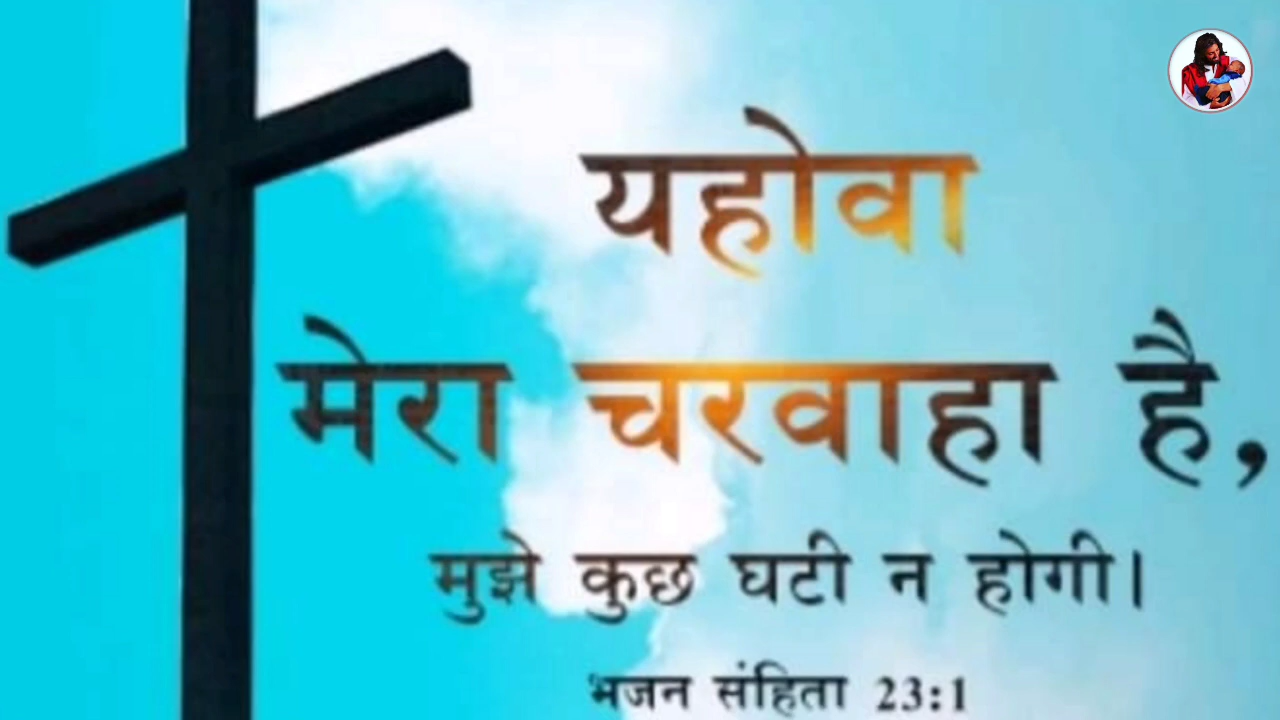 यहोवा
मेरा चरवाहा है,
मुझे कुछ घटी न होगी।
भजन संहिता 23:1